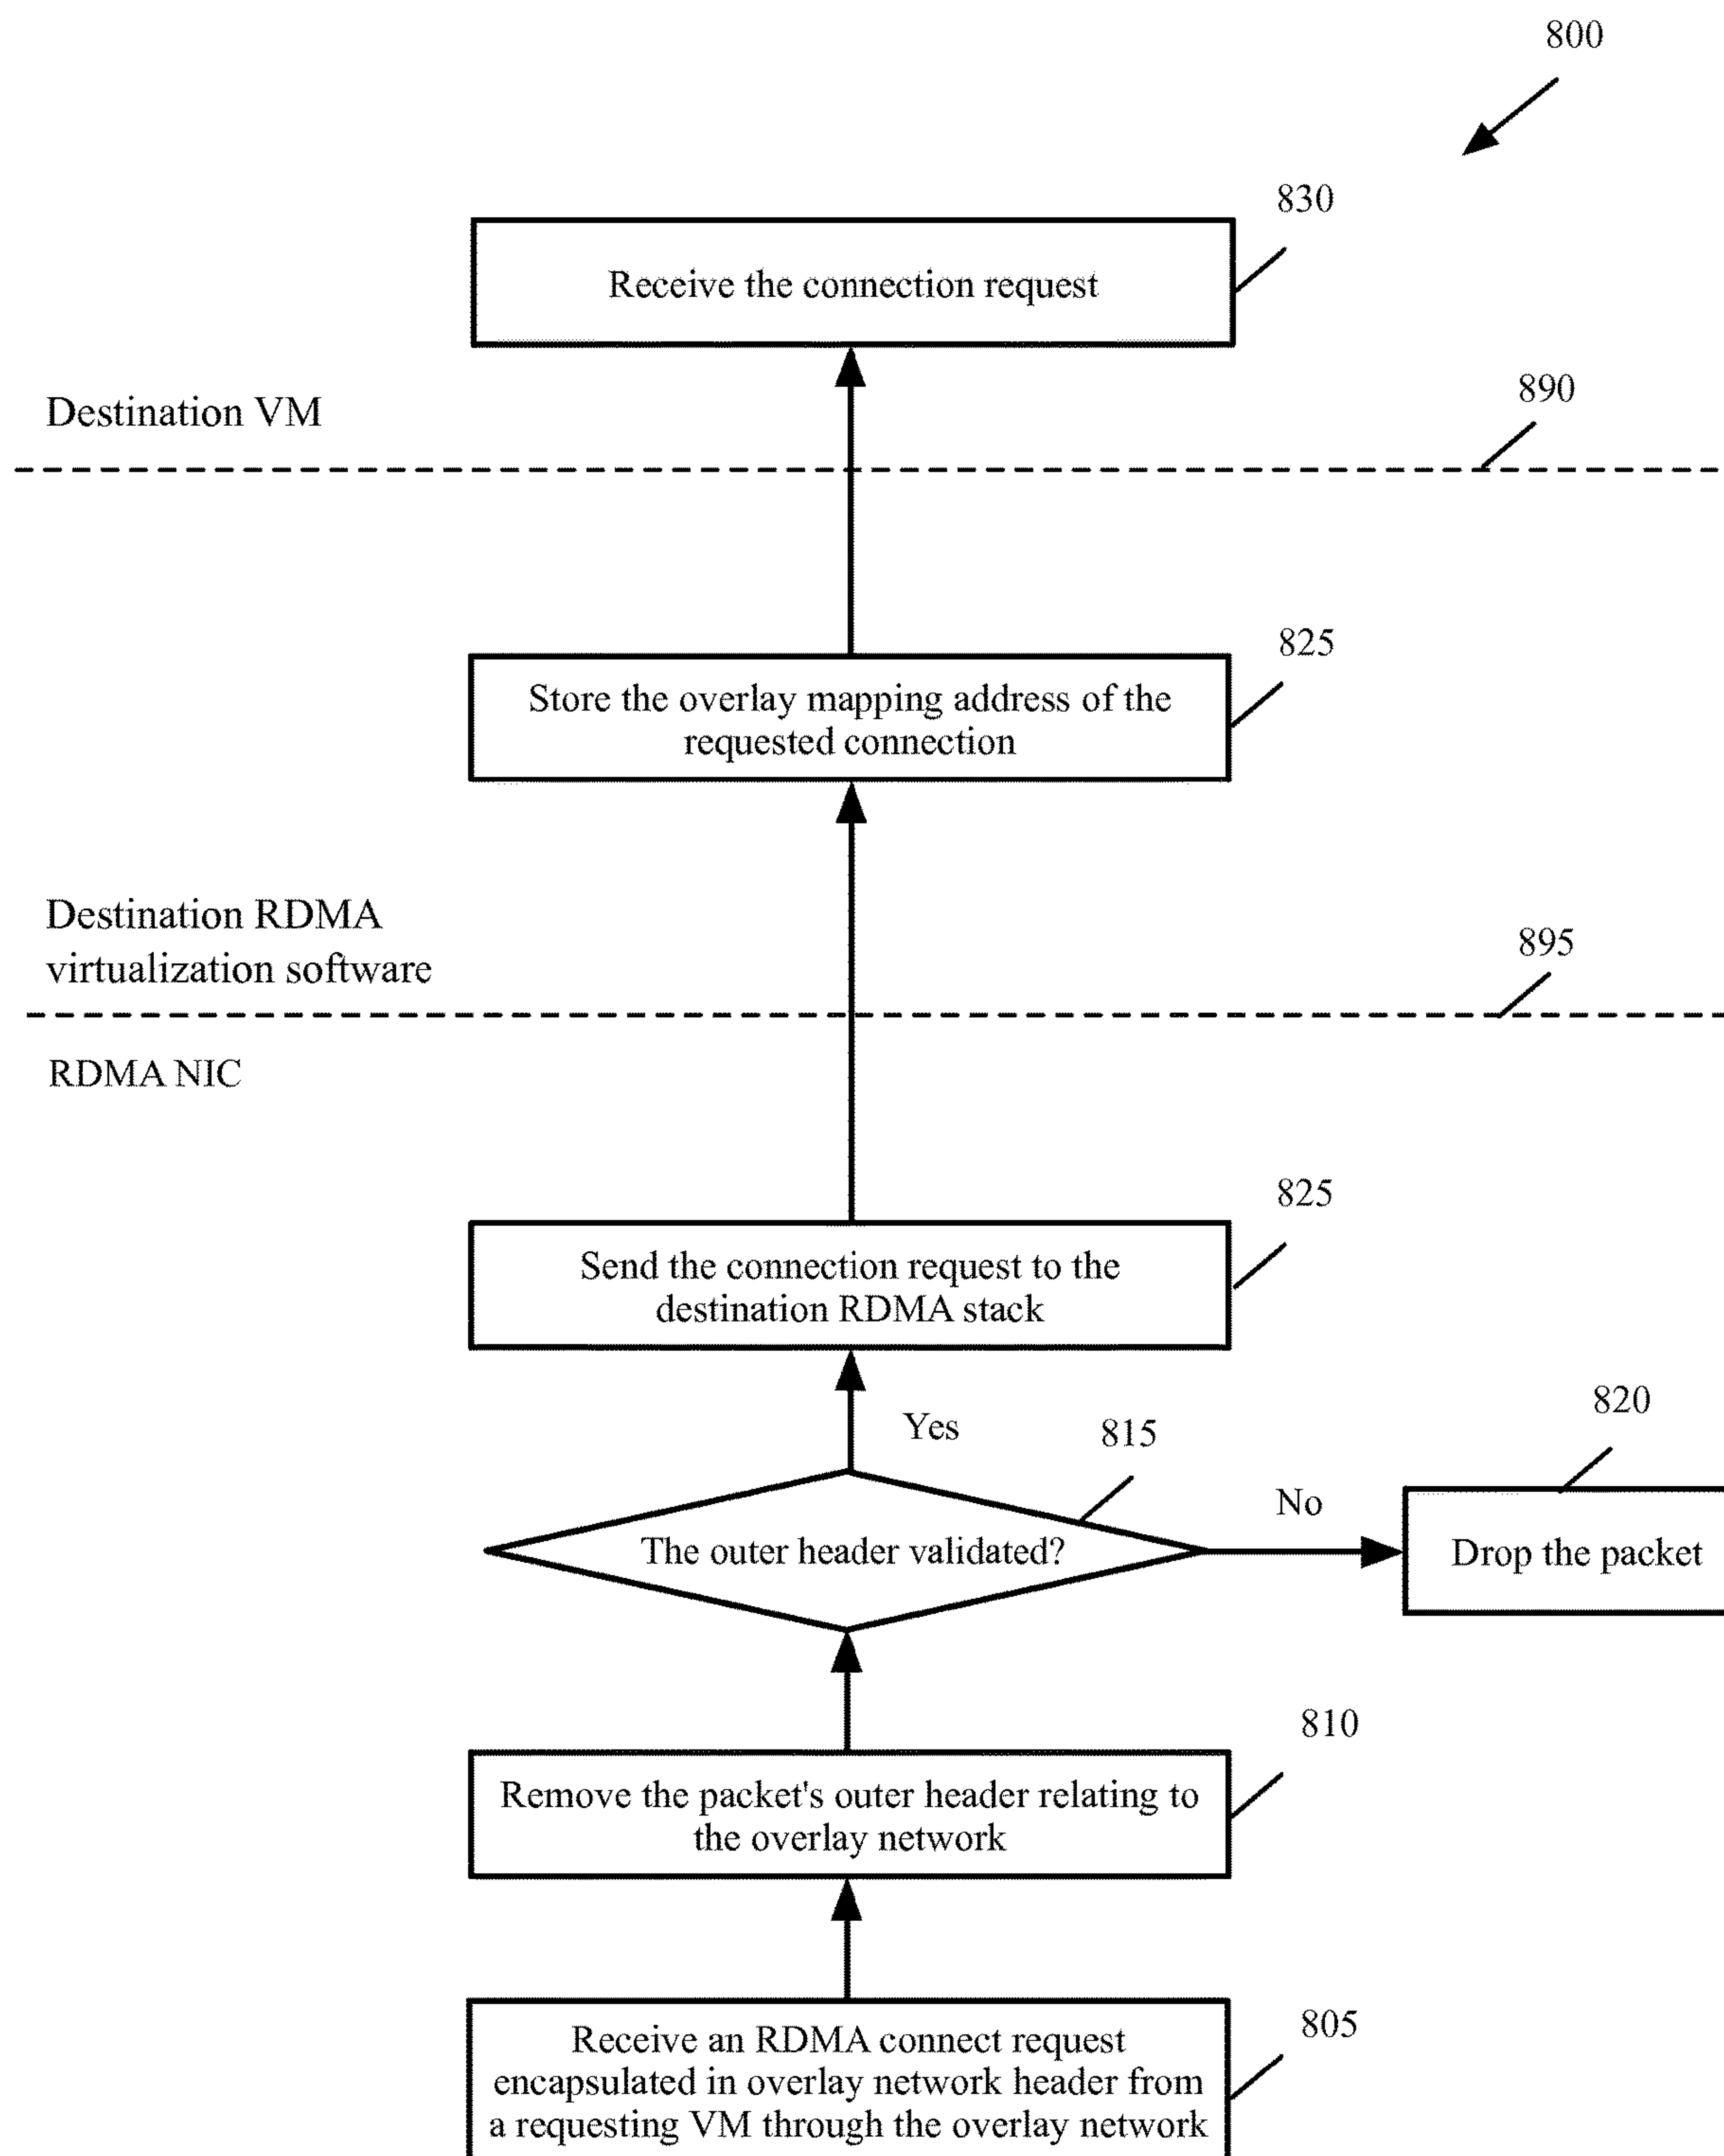 800
830
Receive the connection request
890
Destination VM
825
Store the overlay mapping address of the
requested connection
Destination RDMA
virtualization software
895
RDMA NIC
825
Send the connection request to the
destination RDMA stack
820
Yes
815
No
The outer header validated?
Drop the packet
810
Remove the packet's outer header relating to
the overlay network
805
Receive an RDMA connect request
encapsulated in overlay network header from
a requesting VM through the overlay network